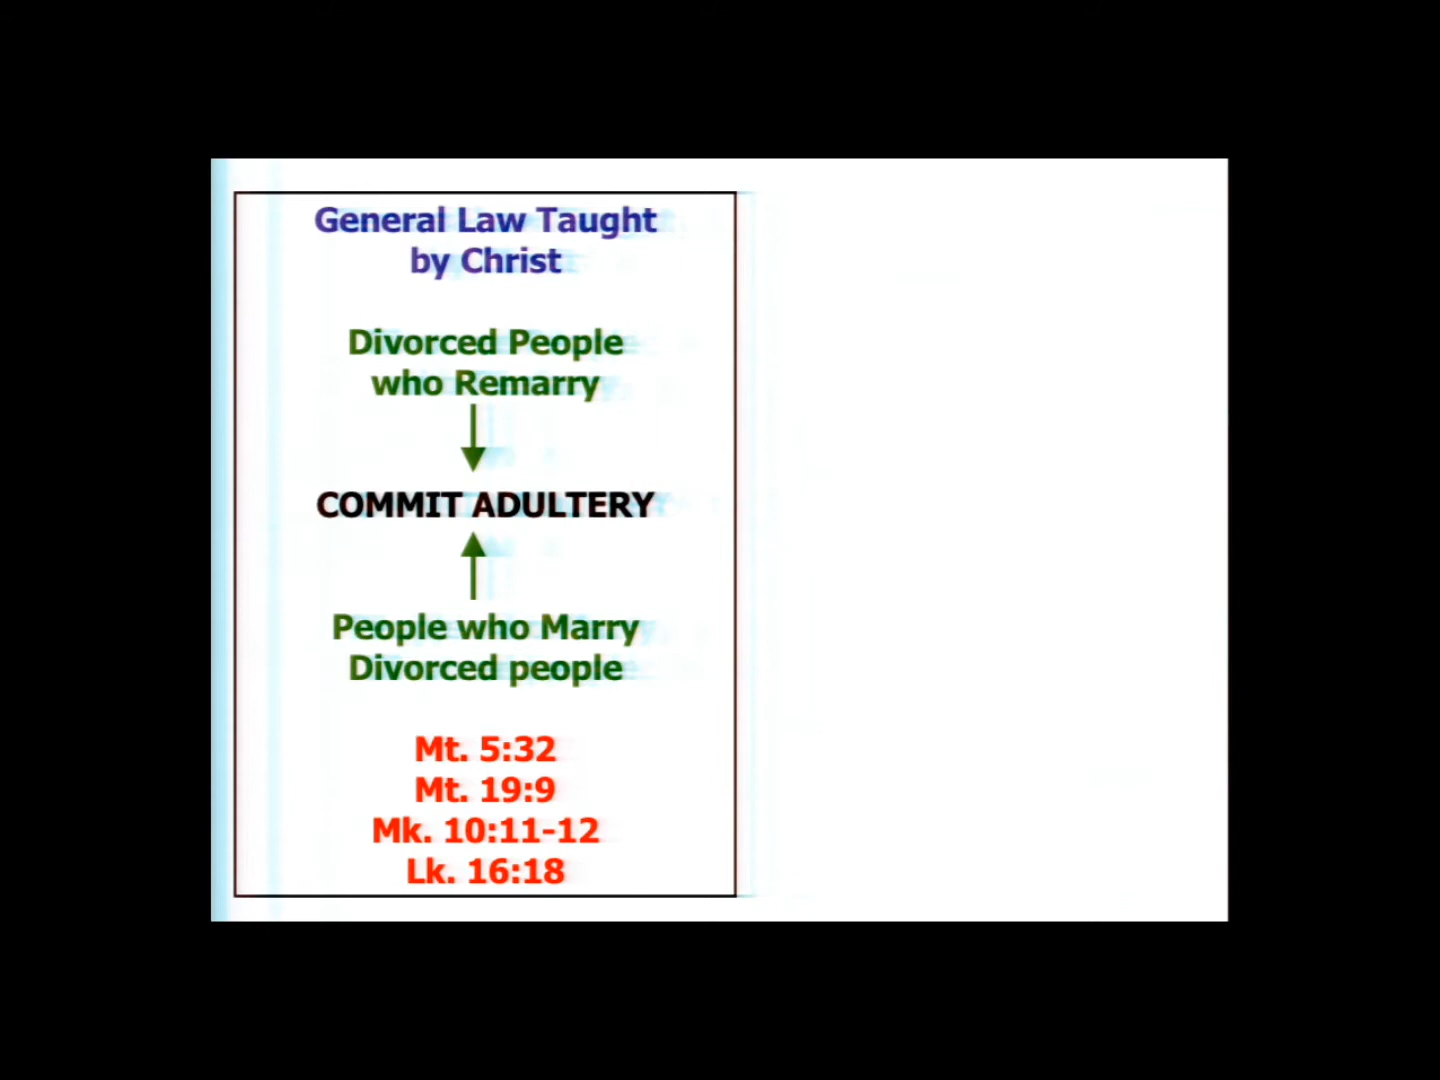 General Law Taught
by Christ
Divorced People
who Remarry
COMMIT ADULTERY
People who Marry
Divorced people
Mt. 5:32
Mt. 19:9
Mk. 10:11-12
Lk. 16:18